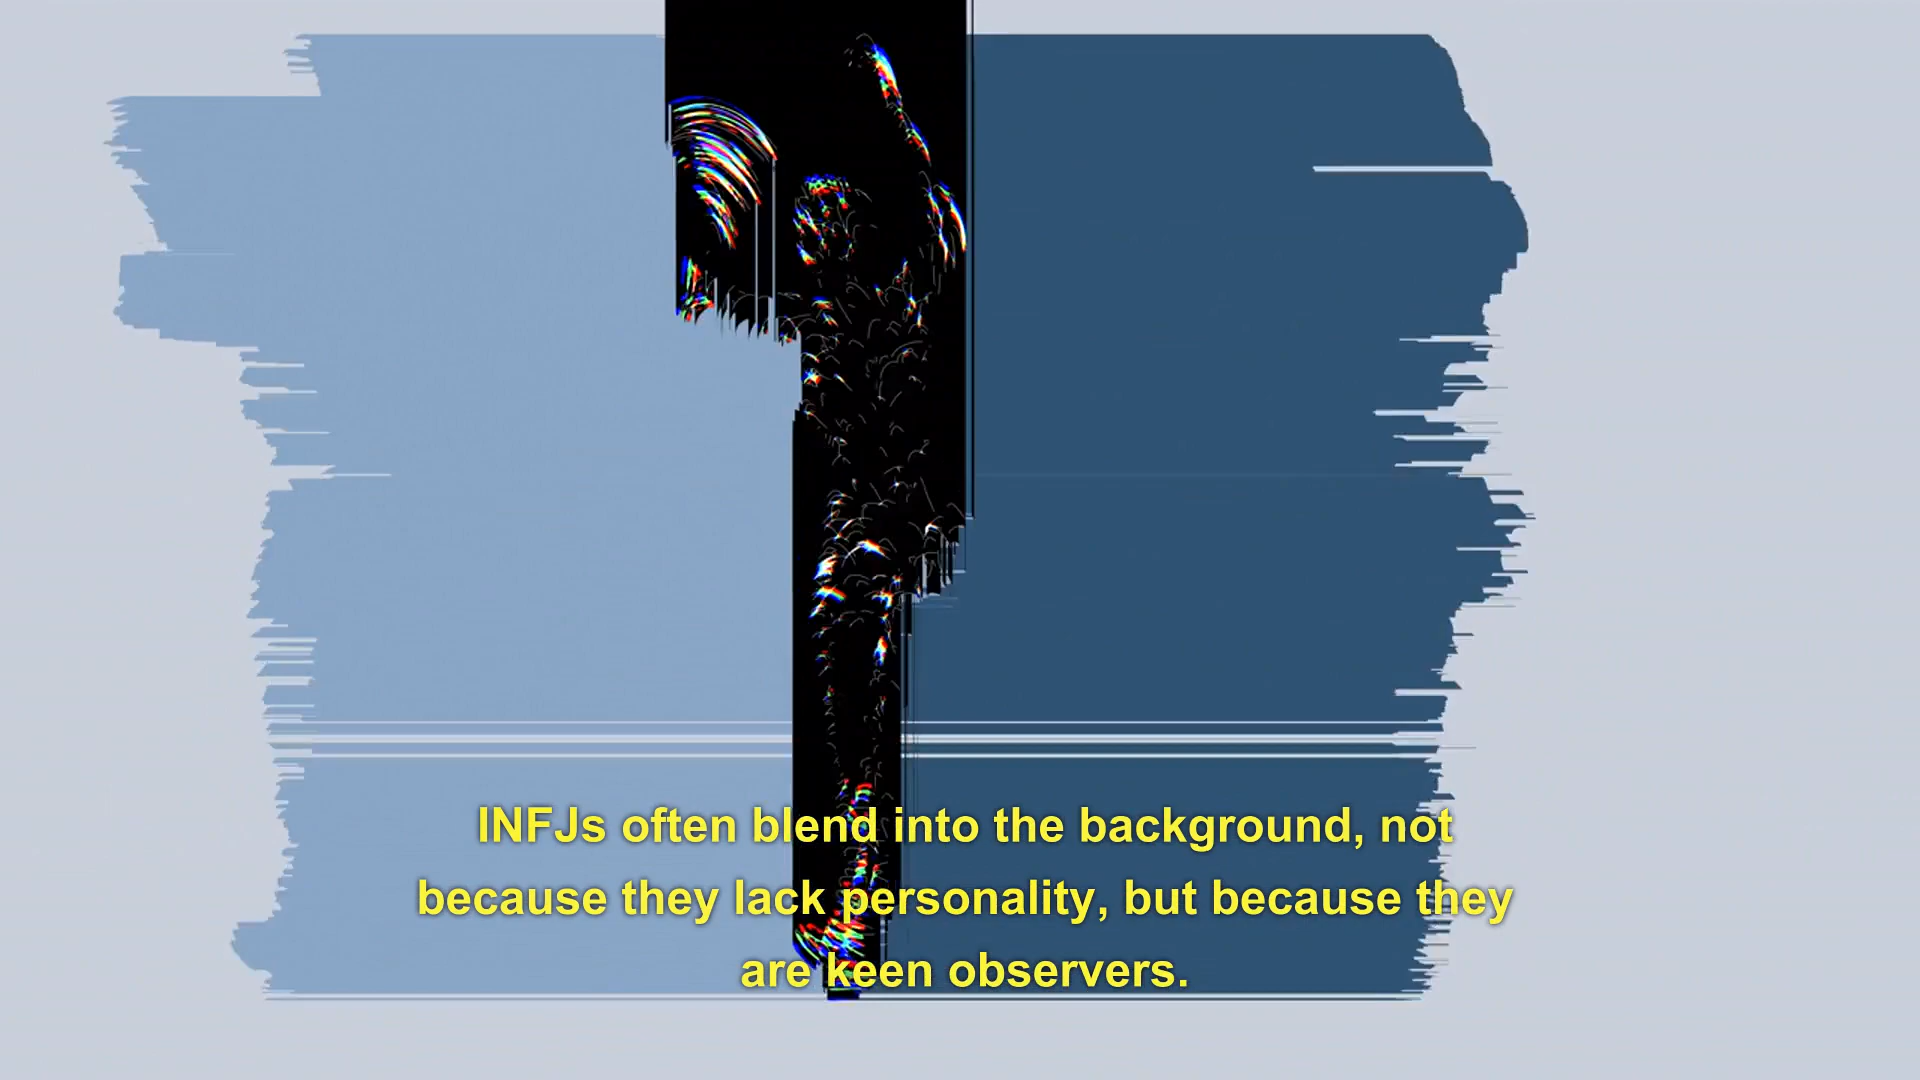 INFJs often blend into the background, not
because they lack personality, but because they
are keen observers.